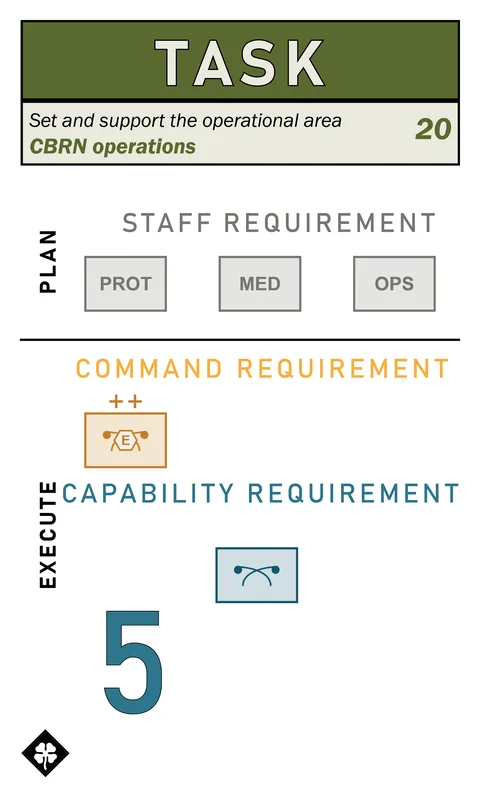 TASK
Set and support the operational area
CBRN operations
20
PLAN
STAFF REQUIREMENT
PROT MED OPS
EXECUTE
COMMAND REQUIREMENT
++
E
CAPABILITY REQUIREMENT
5